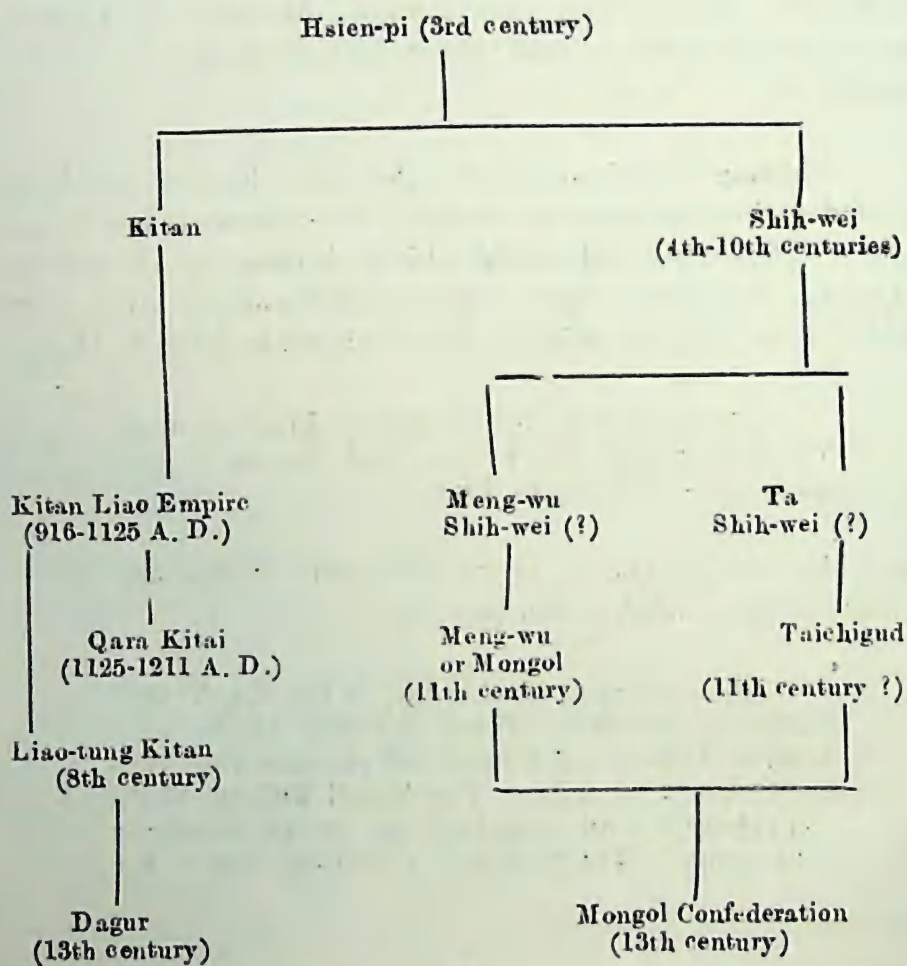 Hsien-pi (3rd century)
Kitan
Shih-wei
(4th-10th centuries)
Kitan Liao Empire
(916-1125 A. D.)
Meng-wu
Shih-wei (?)
Ta
Shih-wei (?)
Qara Kitai
(1125-1211 A. D.)
Meng-wu
or Mongol
(11th century)
Taichigud
(11th century ?)
Liao-tung Kitan
(8th century)
Dagur
(13th century)
Mongol Confederation
(13th century)